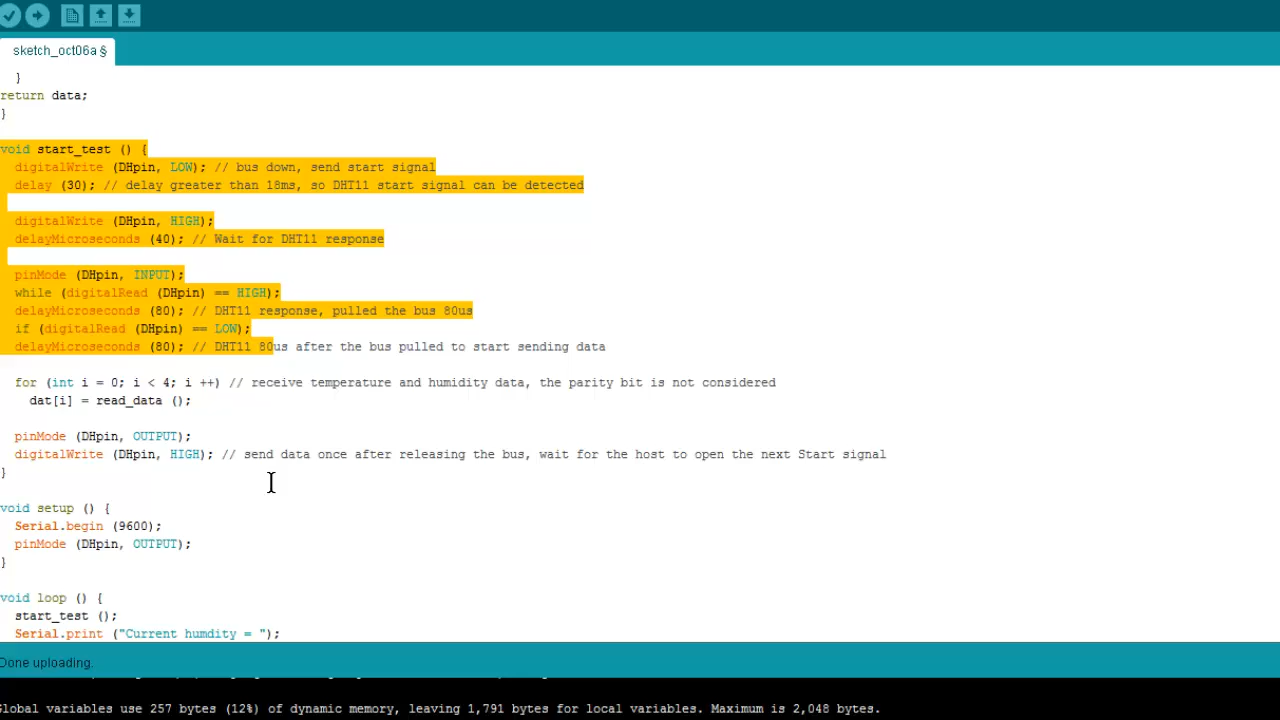 sketch_oct06a §
}
return data;
}
void start_test () {
digitalWrite (DHpin, LOW); // bus down, send start signal
delay (30); // delay greater than 18ms, so DHT11 start signal can be detected
digitalWrite (DHpin, HIGH);
delayMicroseconds (40); // Wait for DHT11 response
pinMode (DHpin, INPUT);
while (digitalRead (DHpin) == HIGH);
delayMicroseconds (80); // DHT11 response, pulled the bus 80us
if (digitalRead (DHpin) == LOW);
delayMicroseconds (80); // DHT11 80us after the bus pulled to start sending data
for (int i = 0; i < 4; i ++) // receive temperature and humidity data, the parity bit is not considered
dat[i] = read_data ();
pinMode (DHpin, OUTPUT);
digitalWrite (DHpin, HIGH); // send data once after releasing the bus, wait for the host to open the next Start signal
}
void setup () {
Serial.begin (9600);
pinMode (DHpin, OUTPUT);
}
void loop () {
start_test ();
Serial.print ("Current humdity = ");
Done uploading.
Global variables use 257 bytes (12%) of dynamic memory, leaving 1,791 bytes for local variables. Maximum is 2,048 bytes.